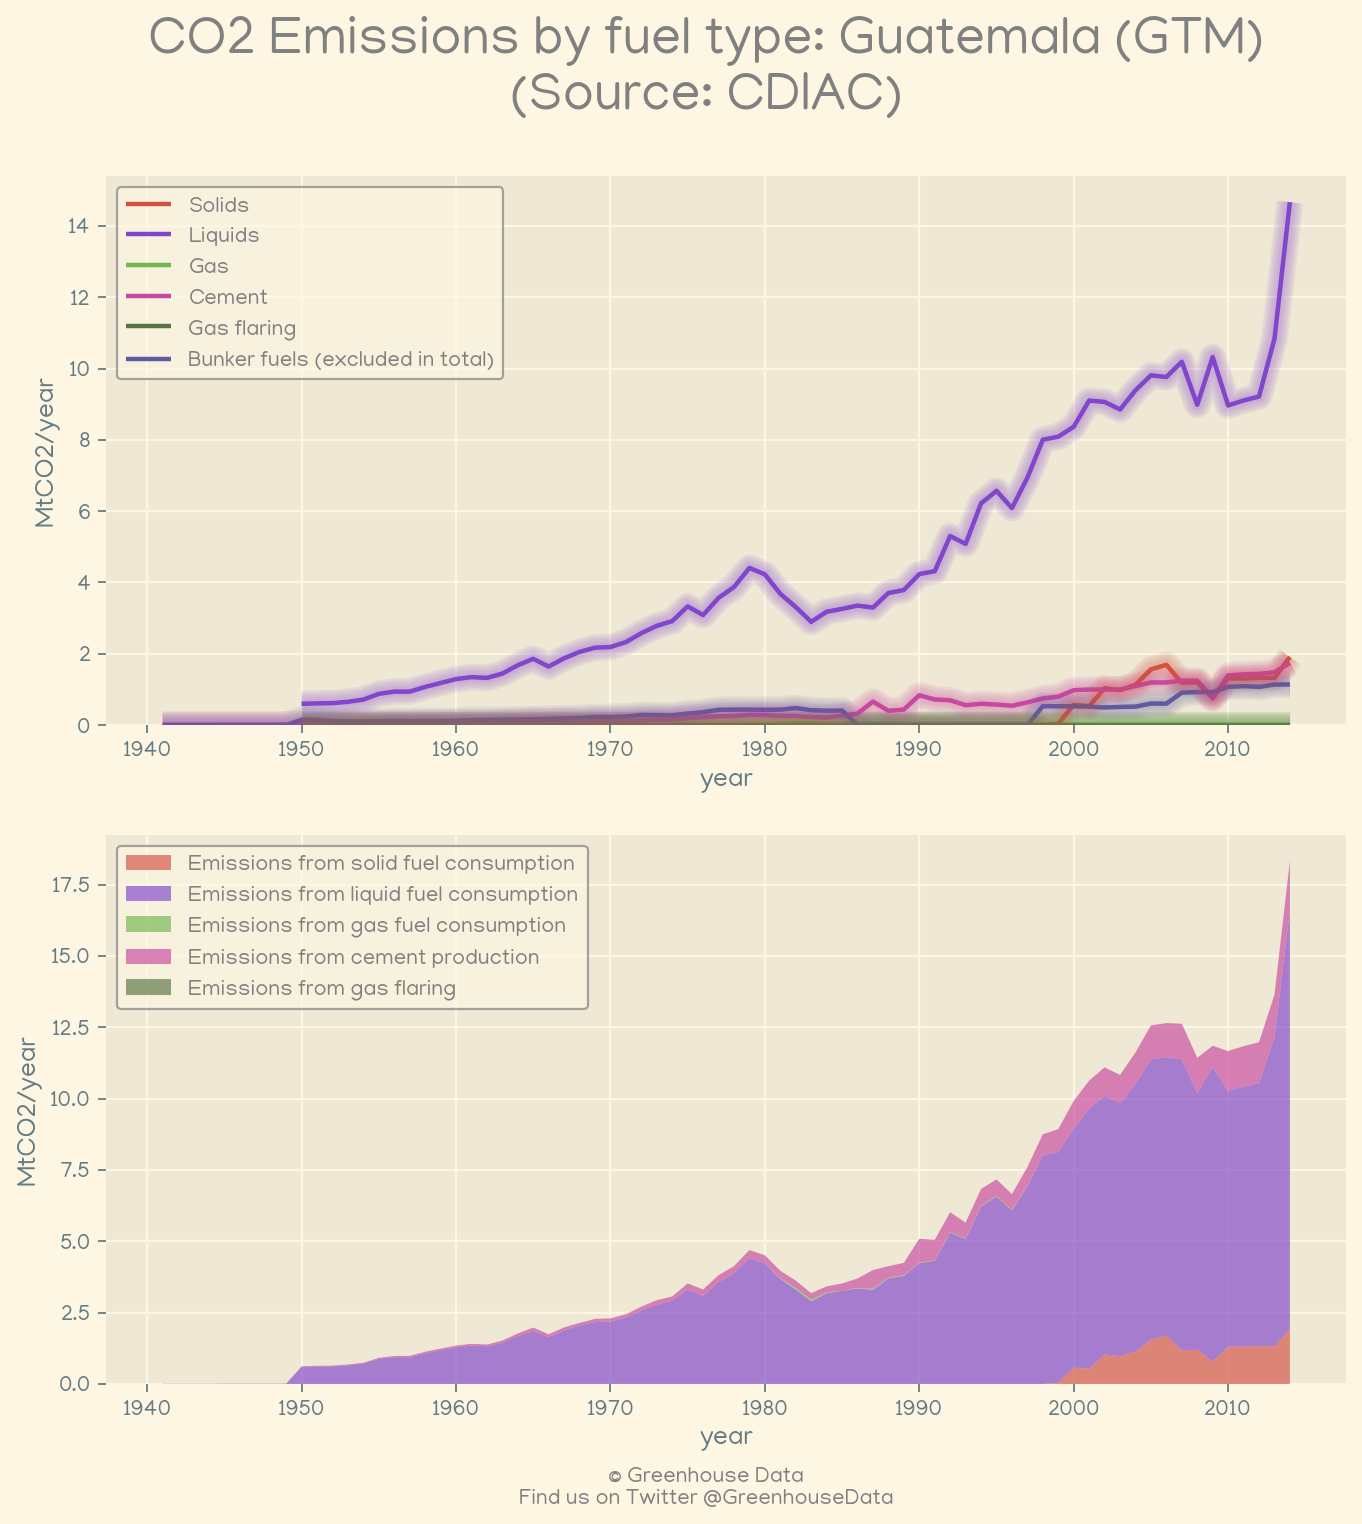 CO2 Emissions by fuel type: Guatemala (GTM)
(Source: CDIAC)
Solids
Liquids
Gas
Cement
Gas flaring
Bunker fuels (excluded in total)
MtCO2/year
14
12
10
8
6
4
2
0
1940 1950 1960 1970 1980 1990 2000 2010
year
Emissions from solid fuel consumption
Emissions from liquid fuel consumption
Emissions from gas fuel consumption
Emissions from cement production
Emissions from gas flaring
MtCO2/year
17.5
15.0
12.5
10.0
7.5
5.0
2.5
0.0
1940 1950 1960 1970 1980 1990 2000 2010
year
© Greenhouse Data
Find us on Twitter @GreenhouseData